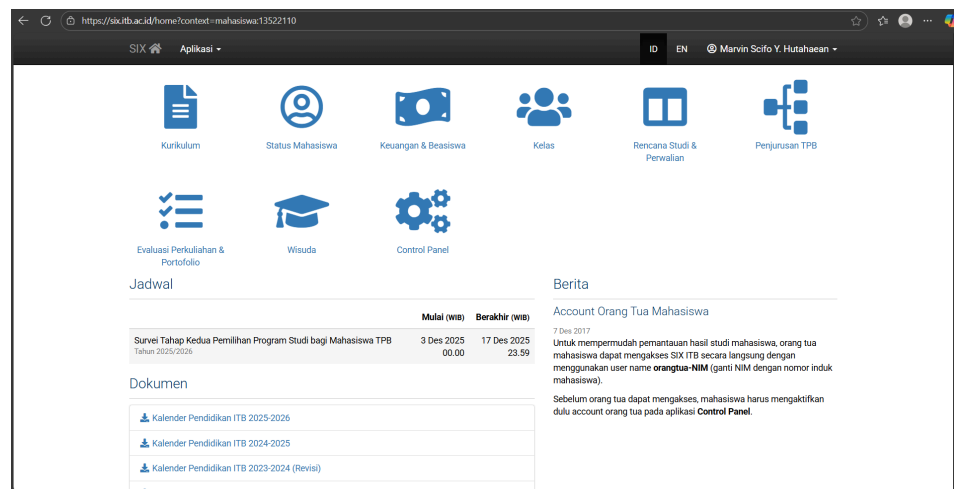 https://six.itb.ac.id/home?context=mahasiswa:13522110
SIX Aplikasi ID EN Marvin Scifo Y. Hutahaean
Kurikulum
Status Mahasiswa
Keuangan & Beasiswa
Kelas
Rencana Studi &
Perwalian
Penjurusan TPB
Evaluasi Perkuliahan &
Portofolio
Wisuda
Control Panel
Jadwal
Mulai (WIB) Berakhir (WIB)
Survei Tahap Kedua Pemilihan Program Studi bagi Mahasiswa TPB 3 Des 2025 17 Des 2025
Tahun 2025/2026 00.00 23.59
Dokumen
Kalender Pendidikan ITB 2025-2026
Kalender Pendidikan ITB 2024-2025
Kalender Pendidikan ITB 2023-2024 (Revisi)
Berita
Account Orang Tua Mahasiswa
7 Des 2017
Untuk mempermudah pemantauan hasil studi mahasiswa, orang tua
mahasiswa dapat mengakses SIX ITB secara langsung dengan
menggunakan user name orangtua-NIM (ganti NIM dengan nomor induk
mahasiswa).
Sebelum orang tua dapat mengakses, mahasiswa harus mengaktifkan
dulu account orang tua pada aplikasi Control Panel.